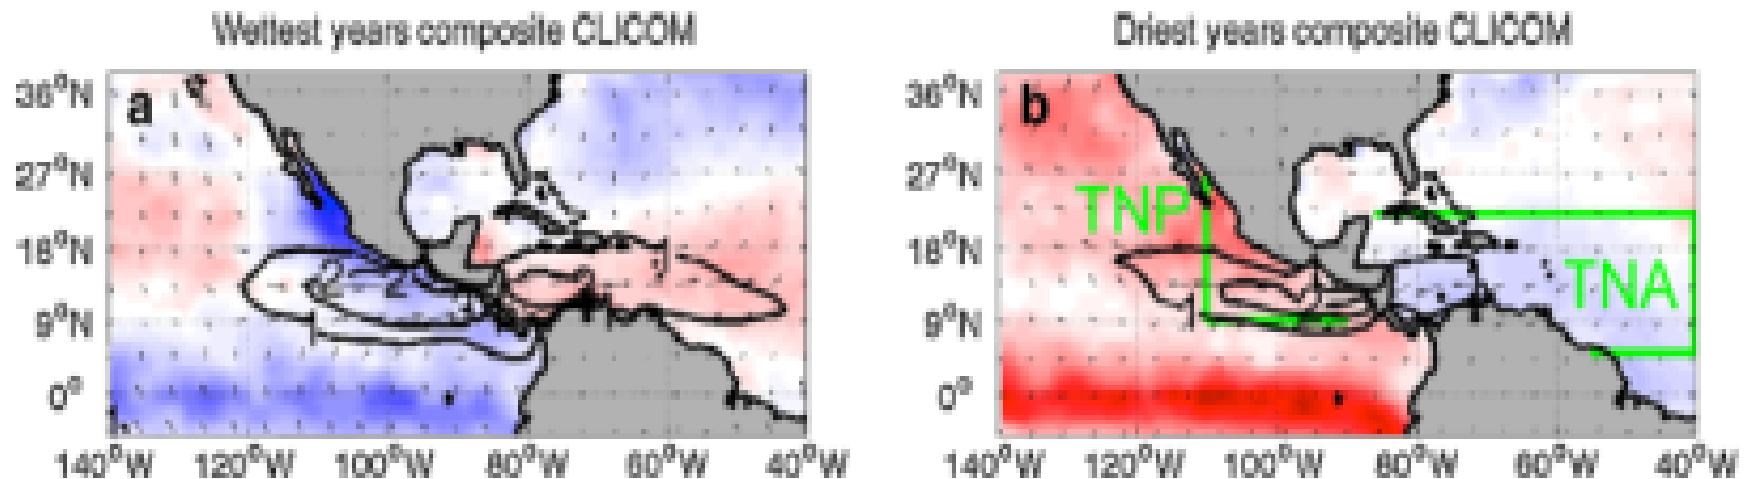 Wettest years composite CLICOM
Driest years composite CLICOM
36°N
a
27°N
18°N
9°N
0°
140°W 120°W 100°W 80°W 60°W 40°W
36°N
b
27°N
TNP
18°N
TNA
9°N
0°
140°W 120°W 100°W 80°W 60°W 40°W